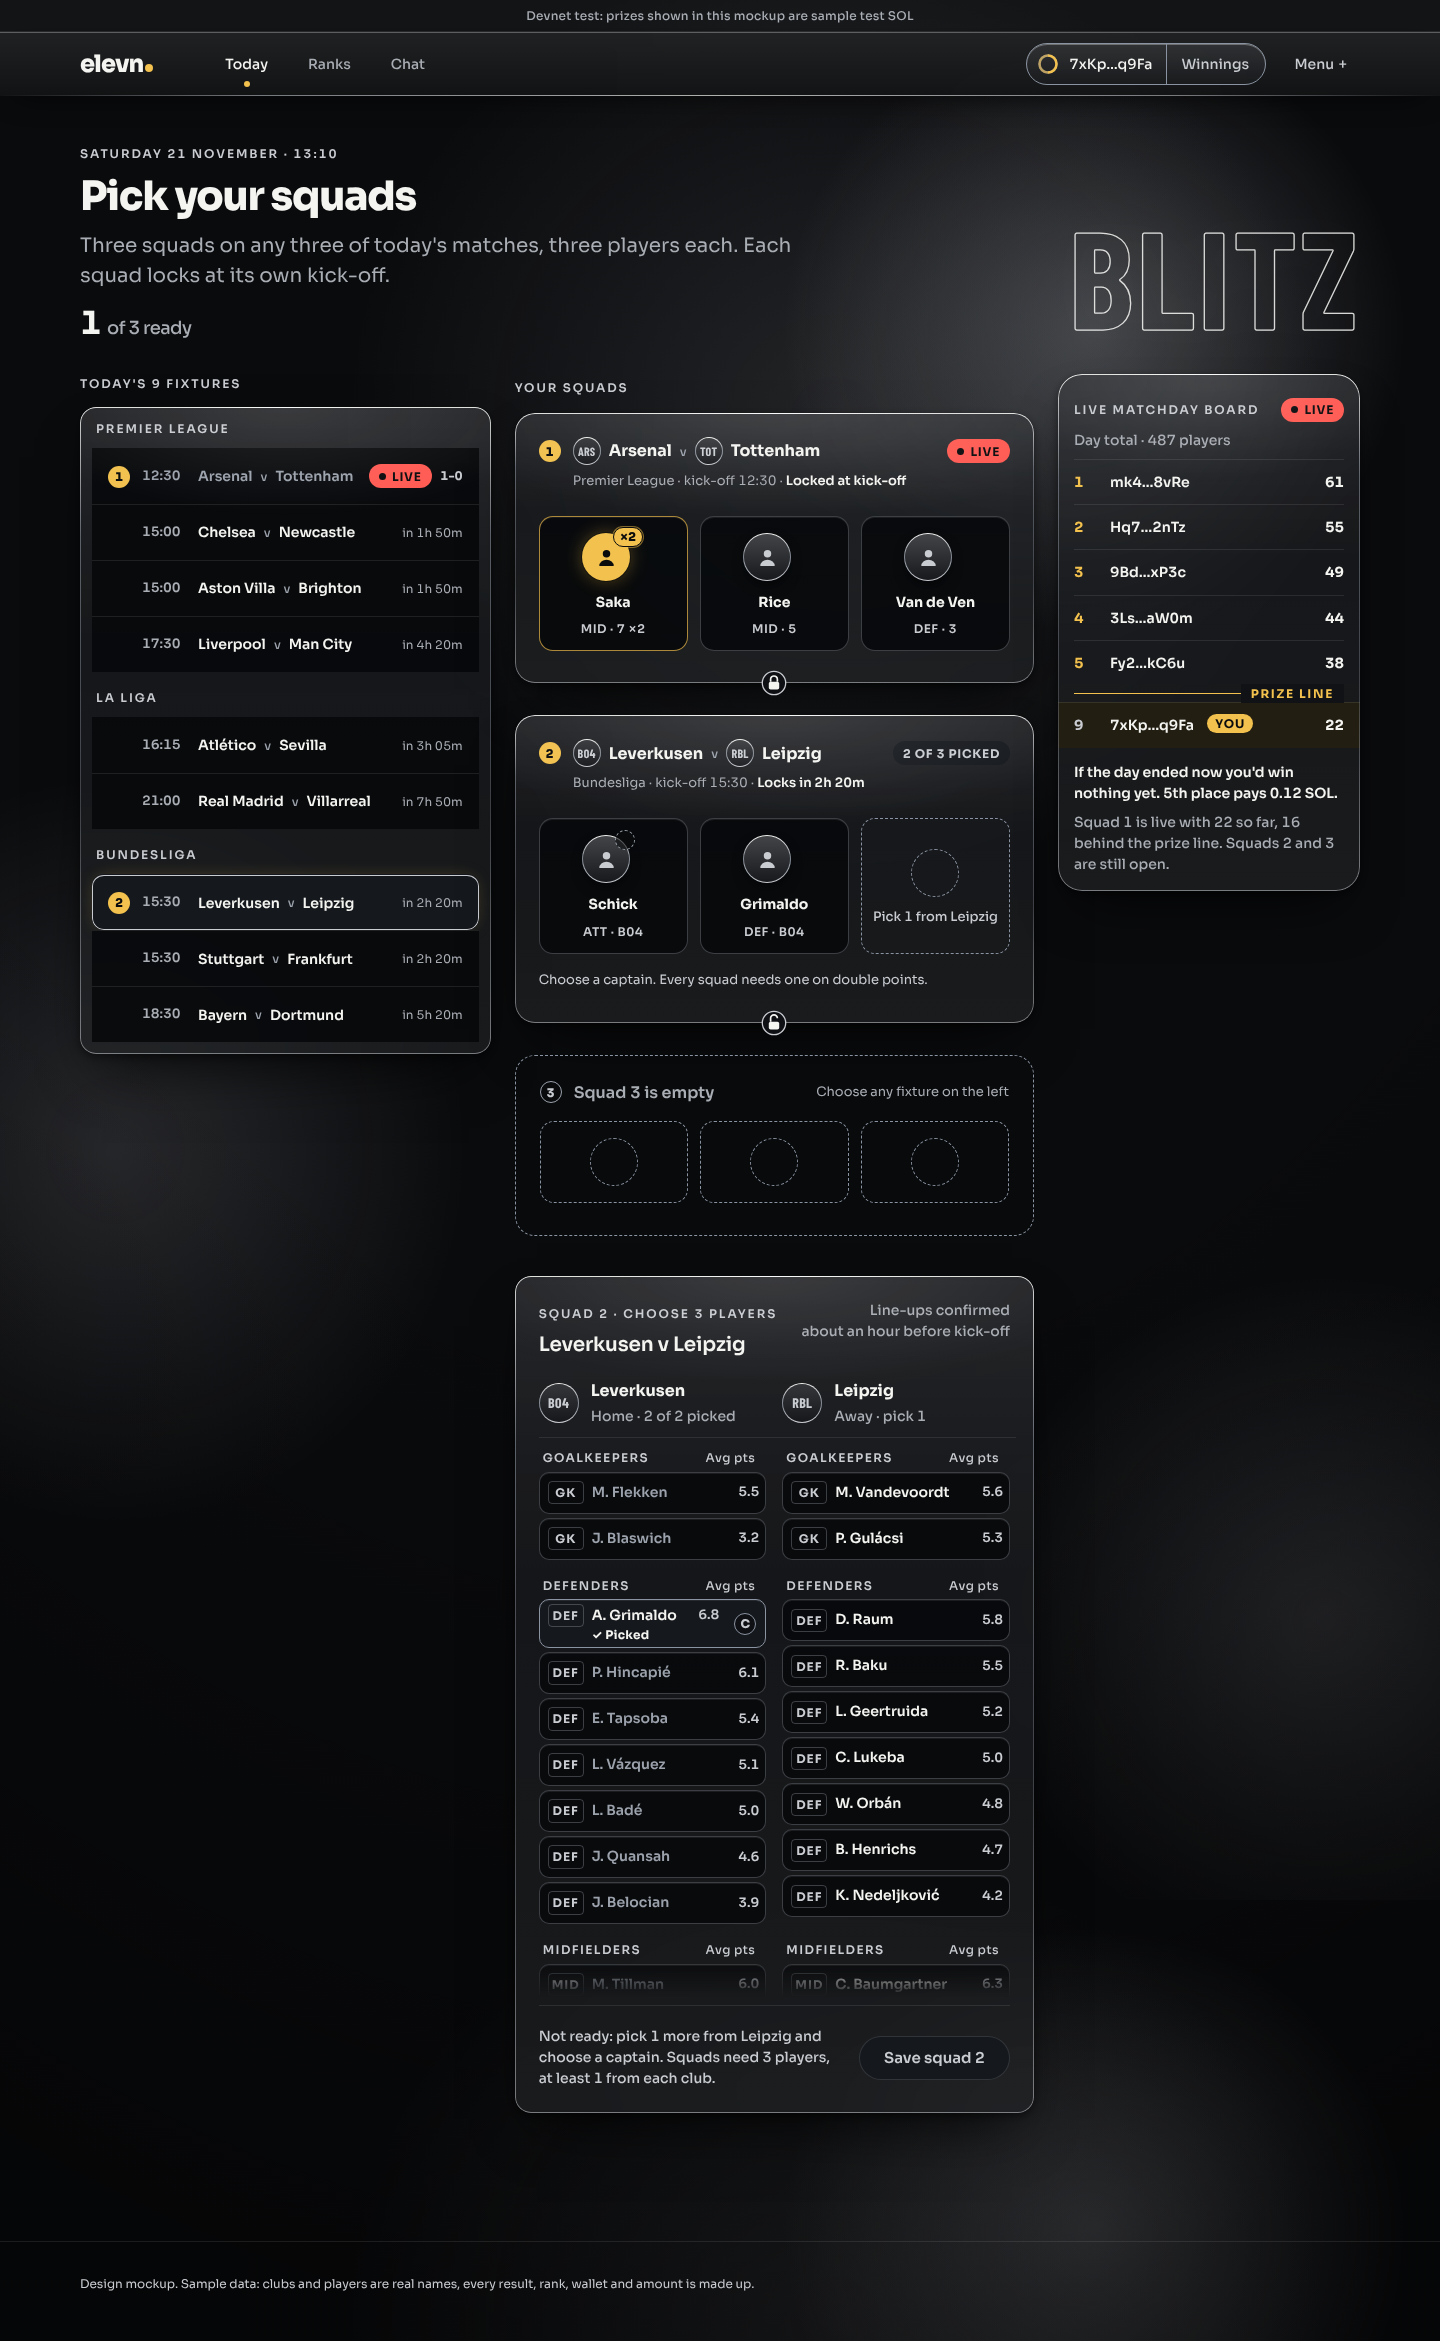 Devnet test: prizes shown in this mockup are sample test SOL
elevn.
Today
Ranks
Chat
7xKp...q9Fa
Winnings
Menu +
SATURDAY 21 NOVEMBER · 13:10
Pick your squads
Three squads on any three of today's matches, three players each. Each
squad locks at its own kick-off.
1 of 3 ready
BLITZ
TODAY'S 9 FIXTURES
PREMIER LEAGUE
1 12:30 Arsenal v Tottenham LIVE 1-0
15:00 Chelsea v Newcastle in 1h 50m
15:00 Aston Villa v Brighton in 1h 50m
17:30 Liverpool v Man City in 4h 20m
LA LIGA
16:15 Atlético v Sevilla in 3h 05m
21:00 Real Madrid v Villarreal in 7h 50m
BUNDESLIGA
2 15:30 Leverkusen v Leipzig in 2h 20m
15:30 Stuttgart v Frankfurt in 2h 20m
18:30 Bayern v Dortmund in 5h 20m
YOUR SQUADS
1 ARS Arsenal v TOT Tottenham LIVE
Premier League · kick-off 12:30 · Locked at kick-off
×2
Saka
MID · 7 ×2
Rice
MID · 5
Van de Ven
DEF · 3
2 B04 Leverkusen v RBL Leipzig 2 OF 3 PICKED
Bundesliga · kick-off 15:30 · Locks in 2h 20m
Schick
ATT · B04
Grimaldo
DEF · B04
Pick 1 from Leipzig
Choose a captain. Every squad needs one on double points.
3 Squad 3 is empty Choose any fixture on the left
SQUAD 2 · CHOOSE 3 PLAYERS
Leverkusen v Leipzig
Line-ups confirmed
about an hour before kick-off
B04 Leverkusen
Home · 2 of 2 picked
GOALKEEPERS Avg pts
GK M. Flekken 5.5
GK J. Blaswich 3.2
DEFENDERS Avg pts
DEF A. Grimaldo 6.8 C
✓ Picked
DEF P. Hincapié 6.1
DEF E. Tapsoba 5.4
DEF L. Vázquez 5.1
DEF L. Badé 5.0
DEF J. Quansah 4.6
DEF J. Belocian 3.9
MIDFIELDERS Avg pts
MID M. Tillman 6.0
RBL Leipzig
Away · pick 1
GOALKEEPERS Avg pts
GK M. Vandevoordt 5.6
GK P. Gulácsi 5.3
DEFENDERS Avg pts
DEF D. Raum 5.8
DEF R. Baku 5.5
DEF L. Geertruida 5.2
DEF C. Lukeba 5.0
DEF W. Orbán 4.8
DEF B. Henrichs 4.7
DEF K. Nedeljković 4.2
MIDFIELDERS Avg pts
MID C. Baumgartner 6.3
Not ready: pick 1 more from Leipzig and
choose a captain. Squads need 3 players,
at least 1 from each club.
Save squad 2
LIVE MATCHDAY BOARD LIVE
Day total · 487 players
1 mk4...8vRe 61
2 Hq7...2nTz 55
3 9Bd...xP3c 49
4 3Ls...aW0m 44
5 Fy2...kC6u 38
PRIZE LINE
9 7xKp...q9Fa YOU 22
If the day ended now you'd win
nothing yet. 5th place pays 0.12 SOL.
Squad 1 is live with 22 so far, 16
behind the prize line. Squads 2 and 3
are still open.
Design mockup. Sample data: clubs and players are real names, every result, rank, wallet and amount is made up.